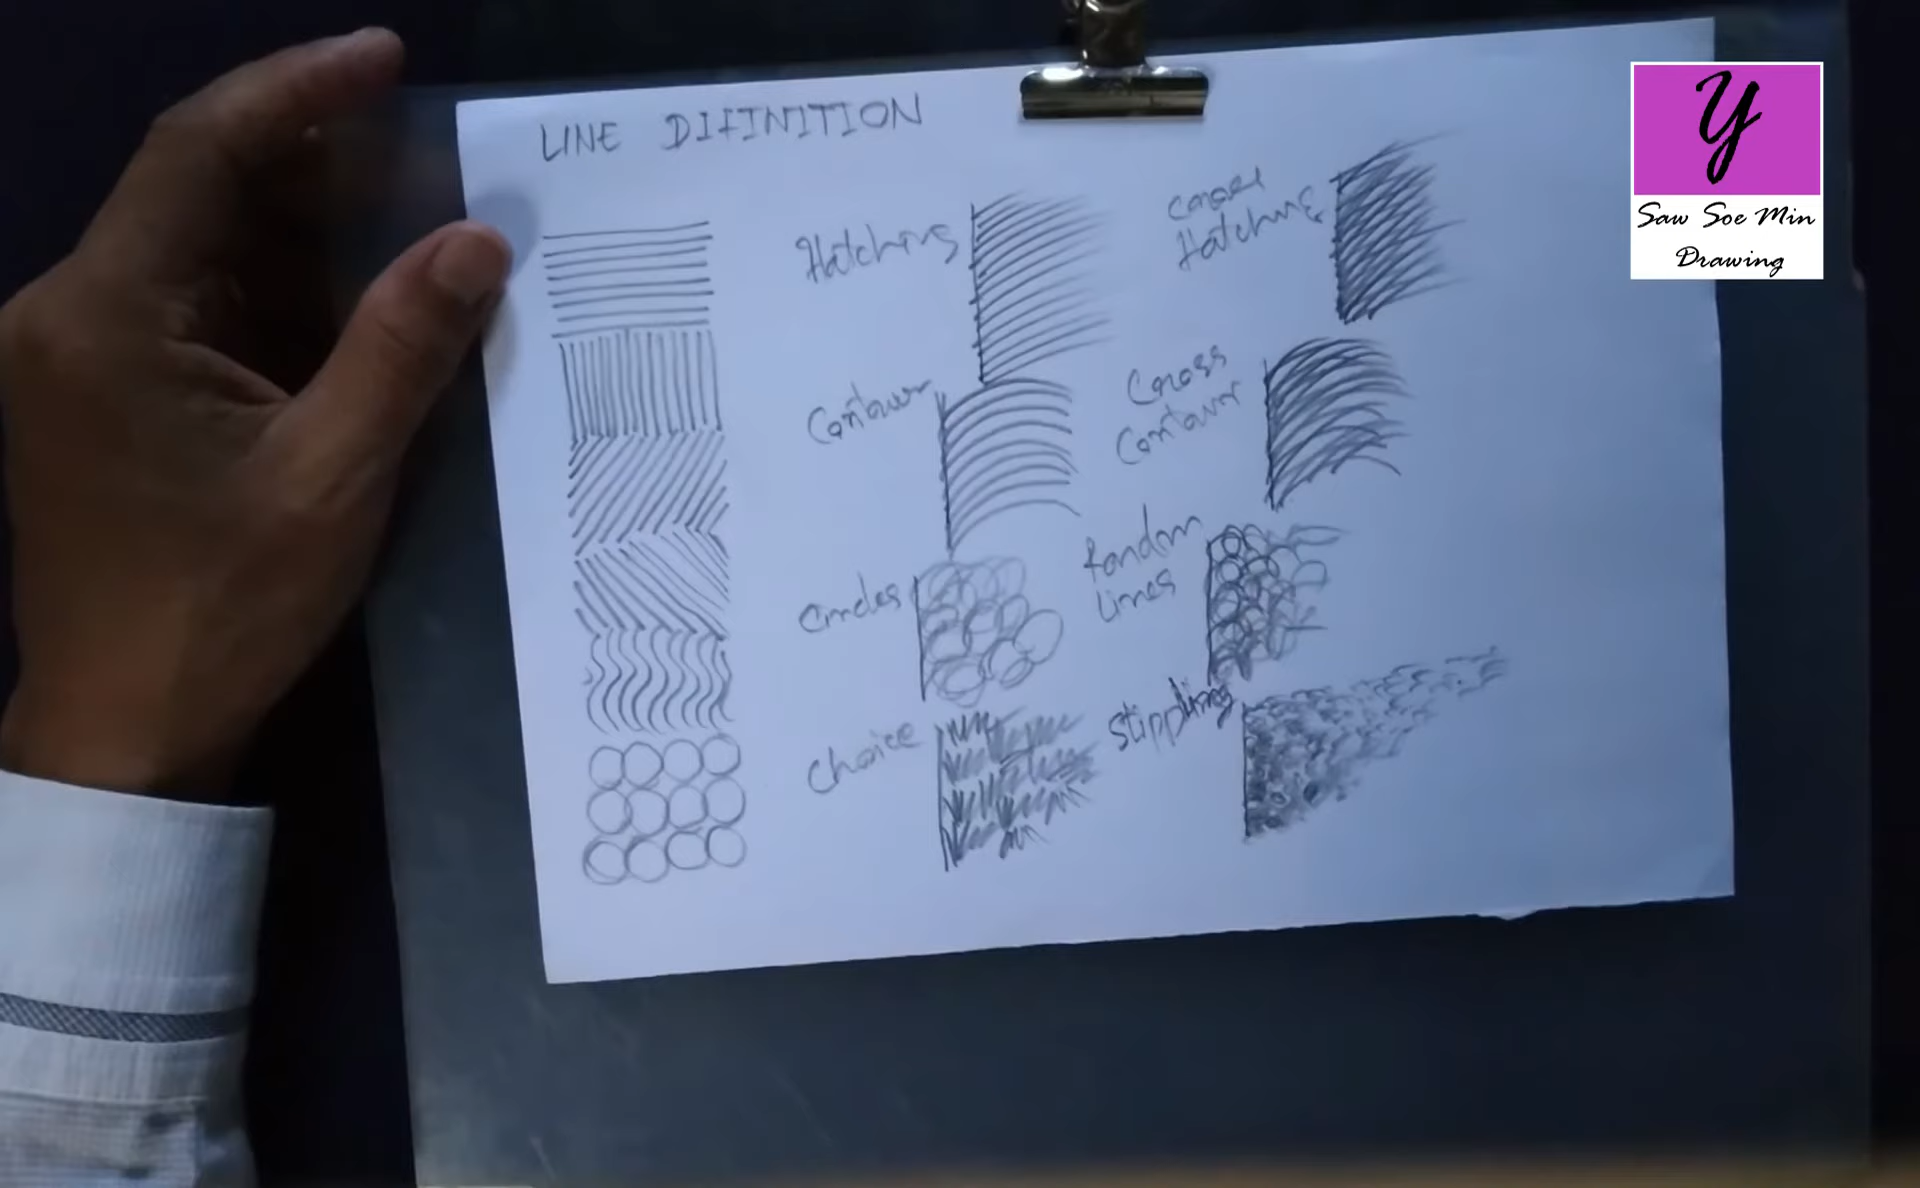 LINE DIFINITION
Hatching
Cross
Hatching
Contour
Cross
Contour
Circles
Random
Lines
Choice
Stippling
Y
Saw Soe Min
Drawing